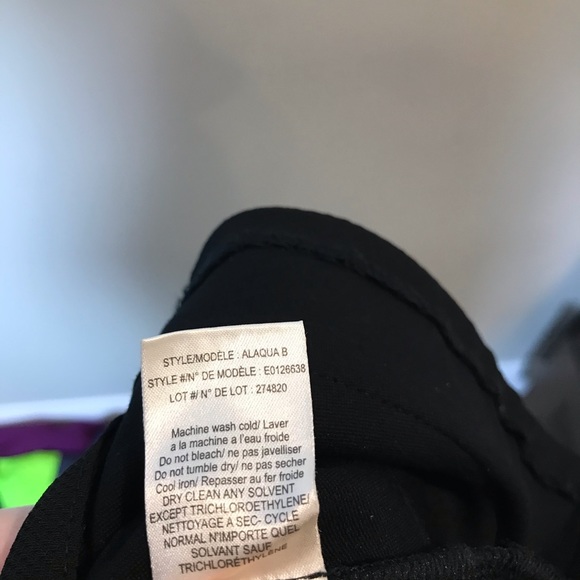 STYLE/MODÈLE : ALAQUA B
STYLE #/N° DE MODÈLE : E0126638
LOT #/ N° DE LOT : 274820
Machine wash cold/ Laver
a la machine a l'eau froide
Do not bleach/ ne pas javelliser
Do not tumble dry/ ne pas secher
Cool iron/ Repasser au fer froide
DRY CLEAN ANY SOLVENT
EXCEPT TRICHLOROETHYLENE/
NETTOYAGE A SEC- CYCLE
NORMAL N'IMPORTE QUEL
SOLVANT SAUF
TRICHLORÉTHYLÈNE